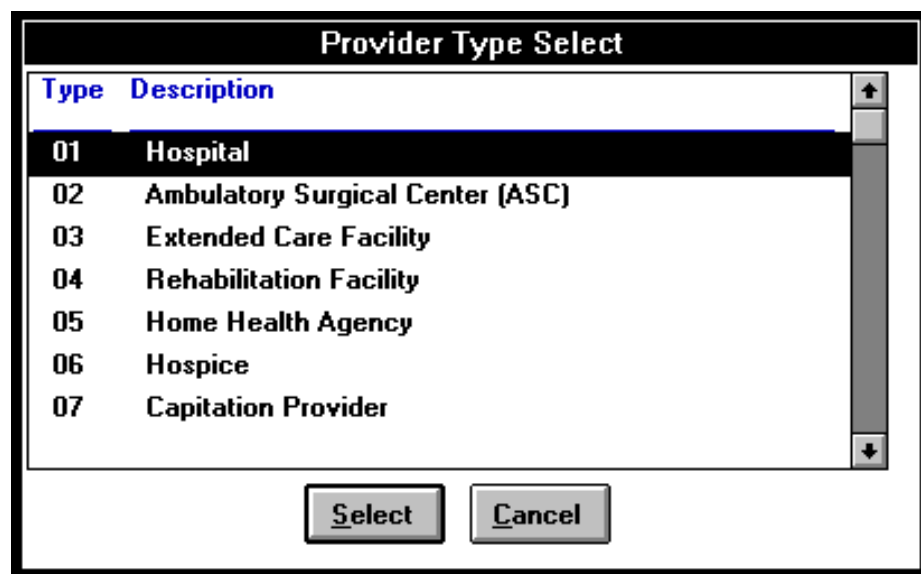 Provider Type Select
Type Description
01 Hospital
02 Ambulatory Surgical Center (ASC)
03 Extended Care Facility
04 Rehabilitation Facility
05 Home Health Agency
06 Hospice
07 Capitation Provider
Select Cancel